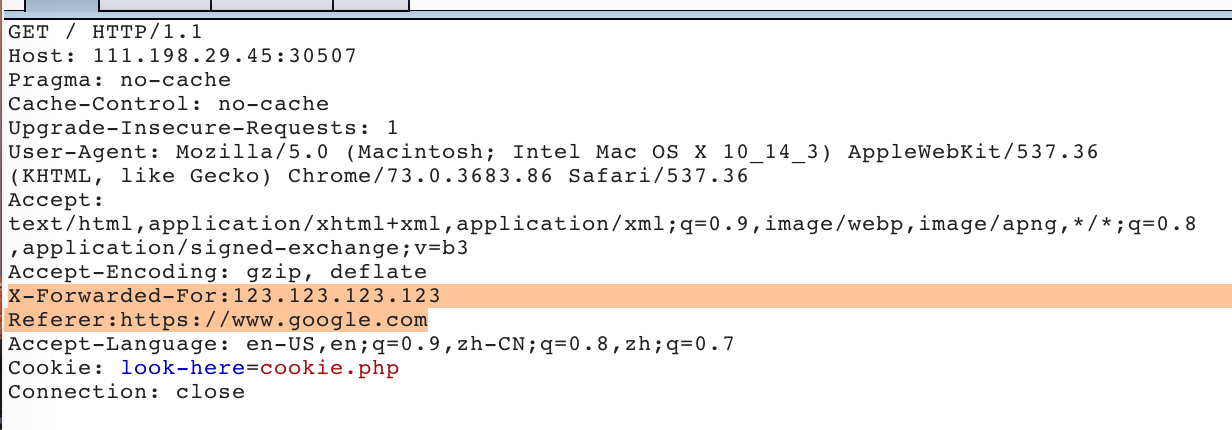 GET / HTTP/1.1
Host: 111.198.29.45:30507
Pragma: no-cache
Cache-Control: no-cache
Upgrade-Insecure-Requests: 1
User-Agent: Mozilla/5.0 (Macintosh; Intel Mac OS X 10_14_3) AppleWebKit/537.36
(KHTML, like Gecko) Chrome/73.0.3683.86 Safari/537.36
Accept:
text/html,application/xhtml+xml,application/xml;q=0.9,image/webp,image/apng,*/*;q=0.8
,application/signed-exchange;v=b3
Accept-Encoding: gzip, deflate
X-Forwarded-For:123.123.123.123
Referer:https://www.google.com
Accept-Language: en-US,en;q=0.9,zh-CN;q=0.8,zh;q=0.7
Cookie: look-here=cookie.php
Connection: close